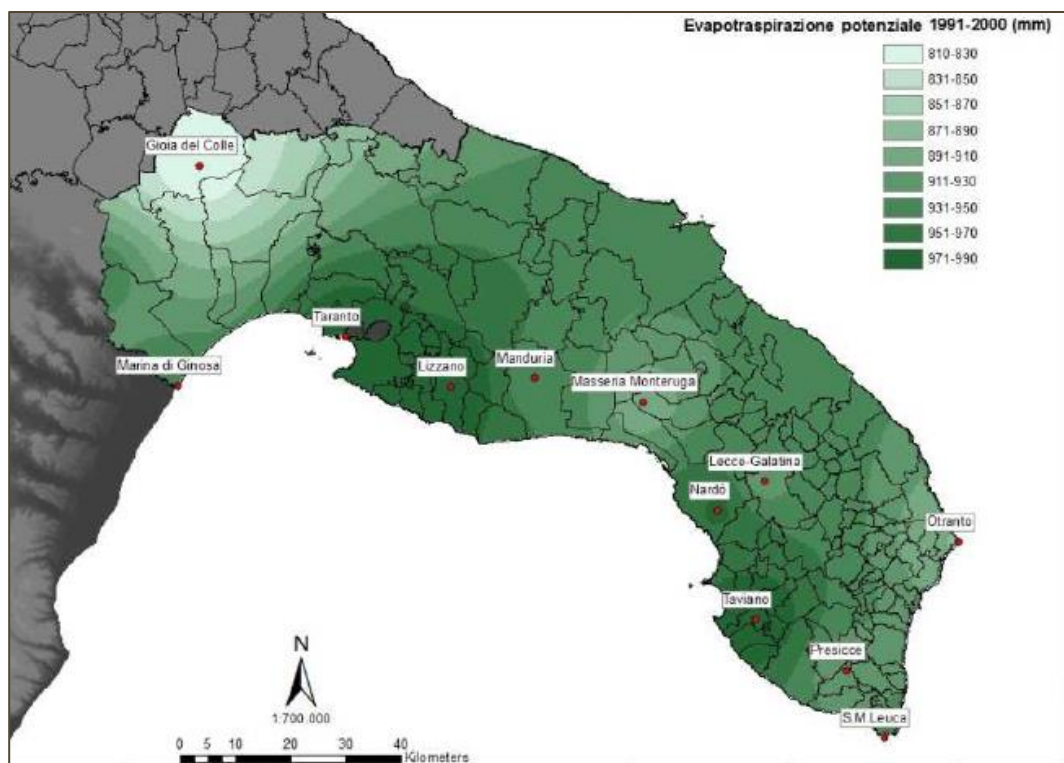 Evapotraspirazione potenziale 1991-2000 (mm)
810-830
831-850
851-870
871-890
891-910
911-930
931-950
951-970
971-990
Gioia del Colle
Taranto
Marina di Ginosa
Lizzano
Manduria
Masseria Monteruga
Lecce-Galatina
Nardò
Otranto
Taviano
Presicce
S.M.Leuca
N
1:700.000
0 5 10 20 30 40
Kilometers